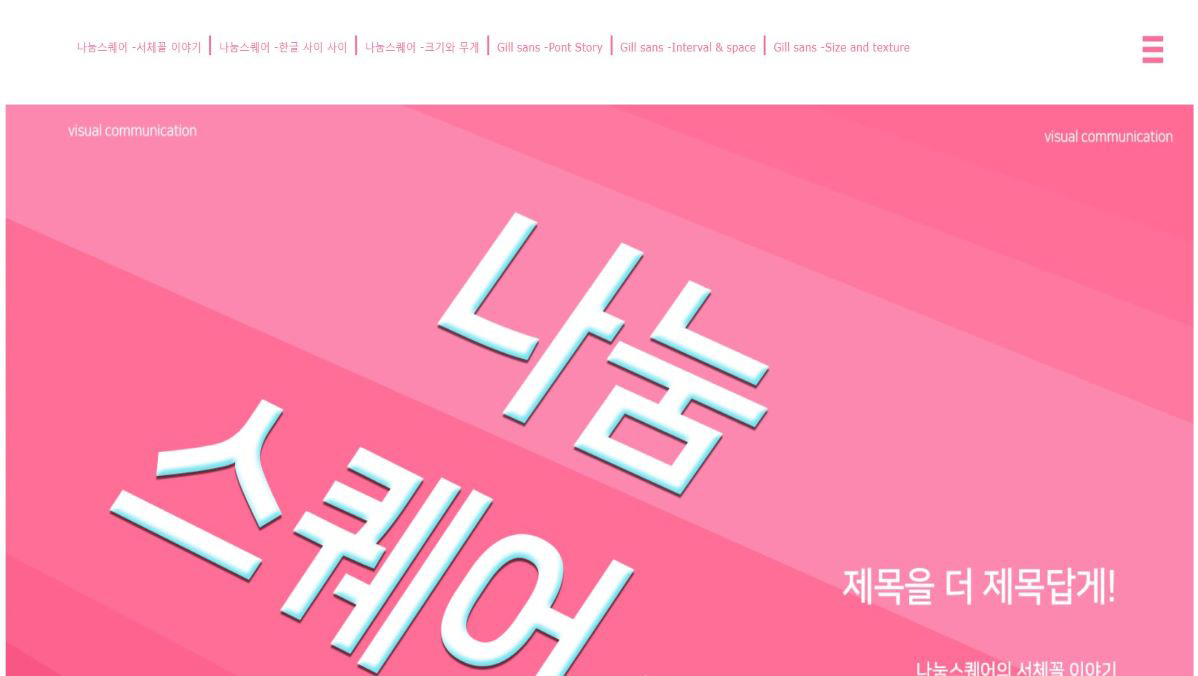 나눔스퀘어 -서체꼴 이야기 | 나눔스퀘어 -한글 사이 사이 | 나눔스퀘어 -크기와 무게 | Gill sans -Pont Story | Gill sans -Interval & space | Gill sans -Size and texture
visual communication
visual communication
나눔
스퀘어
제목을 더 제목답게!
나눔스퀘어의 서체꼴 이야기